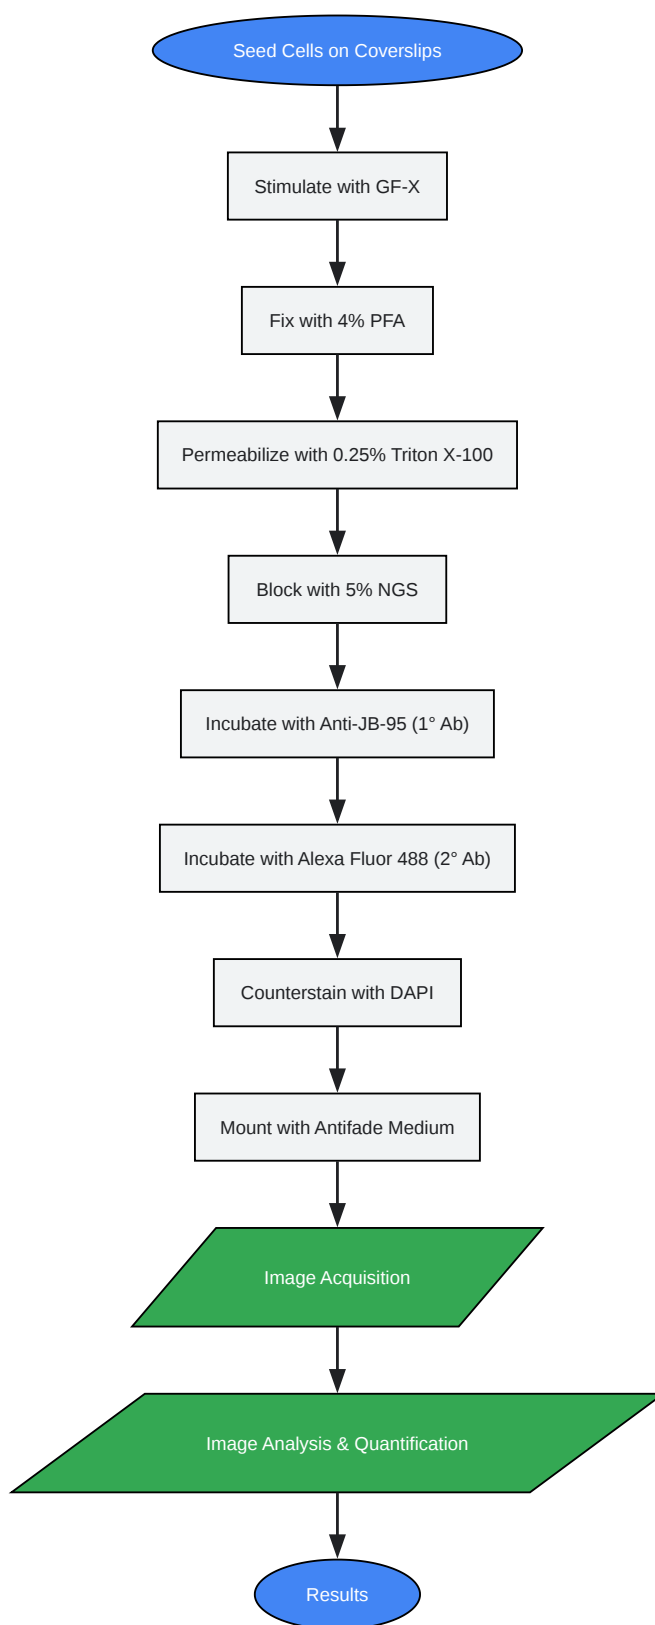 Seed Cells on Coverslips
Stimulate with GF-X
Fix with 4% PFA
Permeabilize with 0.25% Triton X-100
Block with 5% NGS
Incubate with Anti-JB-95 (1° Ab)
Incubate with Alexa Fluor 488 (2° Ab)
Counterstain with DAPI
Mount with Antifade Medium
Image Acquisition
Image Analysis & Quantification
Results